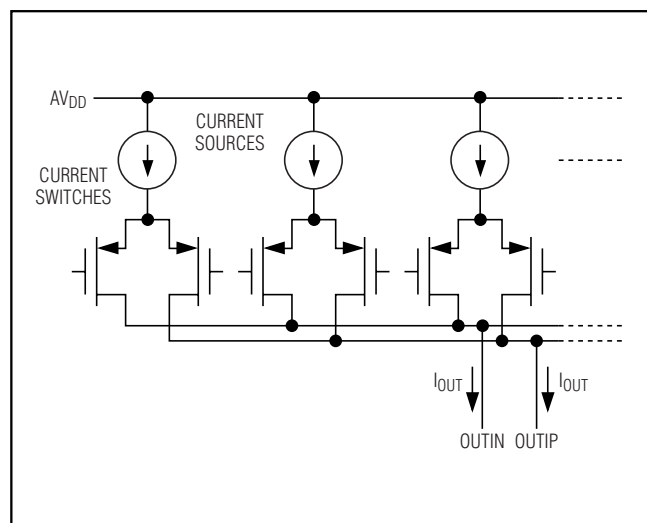 AVDD
CURRENT
SOURCES
CURRENT
SWITCHES
IOUT
IOUT
OUTIN
OUTIP